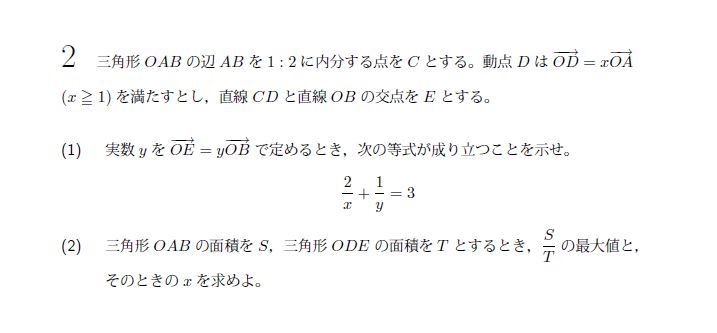 2 三角形 OAB の辺 AB を 1 : 2 に内分する点を C とする。動点 D は $\overrightarrow{OD} = x\overrightarrow{OA}$
(x ≧ 1) を満たすとし，直線 CD と直線 OB の交点を E とする。
(1) 実数 y を $\overrightarrow{OE} = y\overrightarrow{OB}$ で定めるとき，次の等式が成り立つことを示せ。
$\frac{2}{x} + \frac{1}{y} = 3$
(2) 三角形 OAB の面積を S，三角形 ODE の面積を T とするとき，$\frac{S}{T}$ の最大値と，
そのときの x を求めよ。